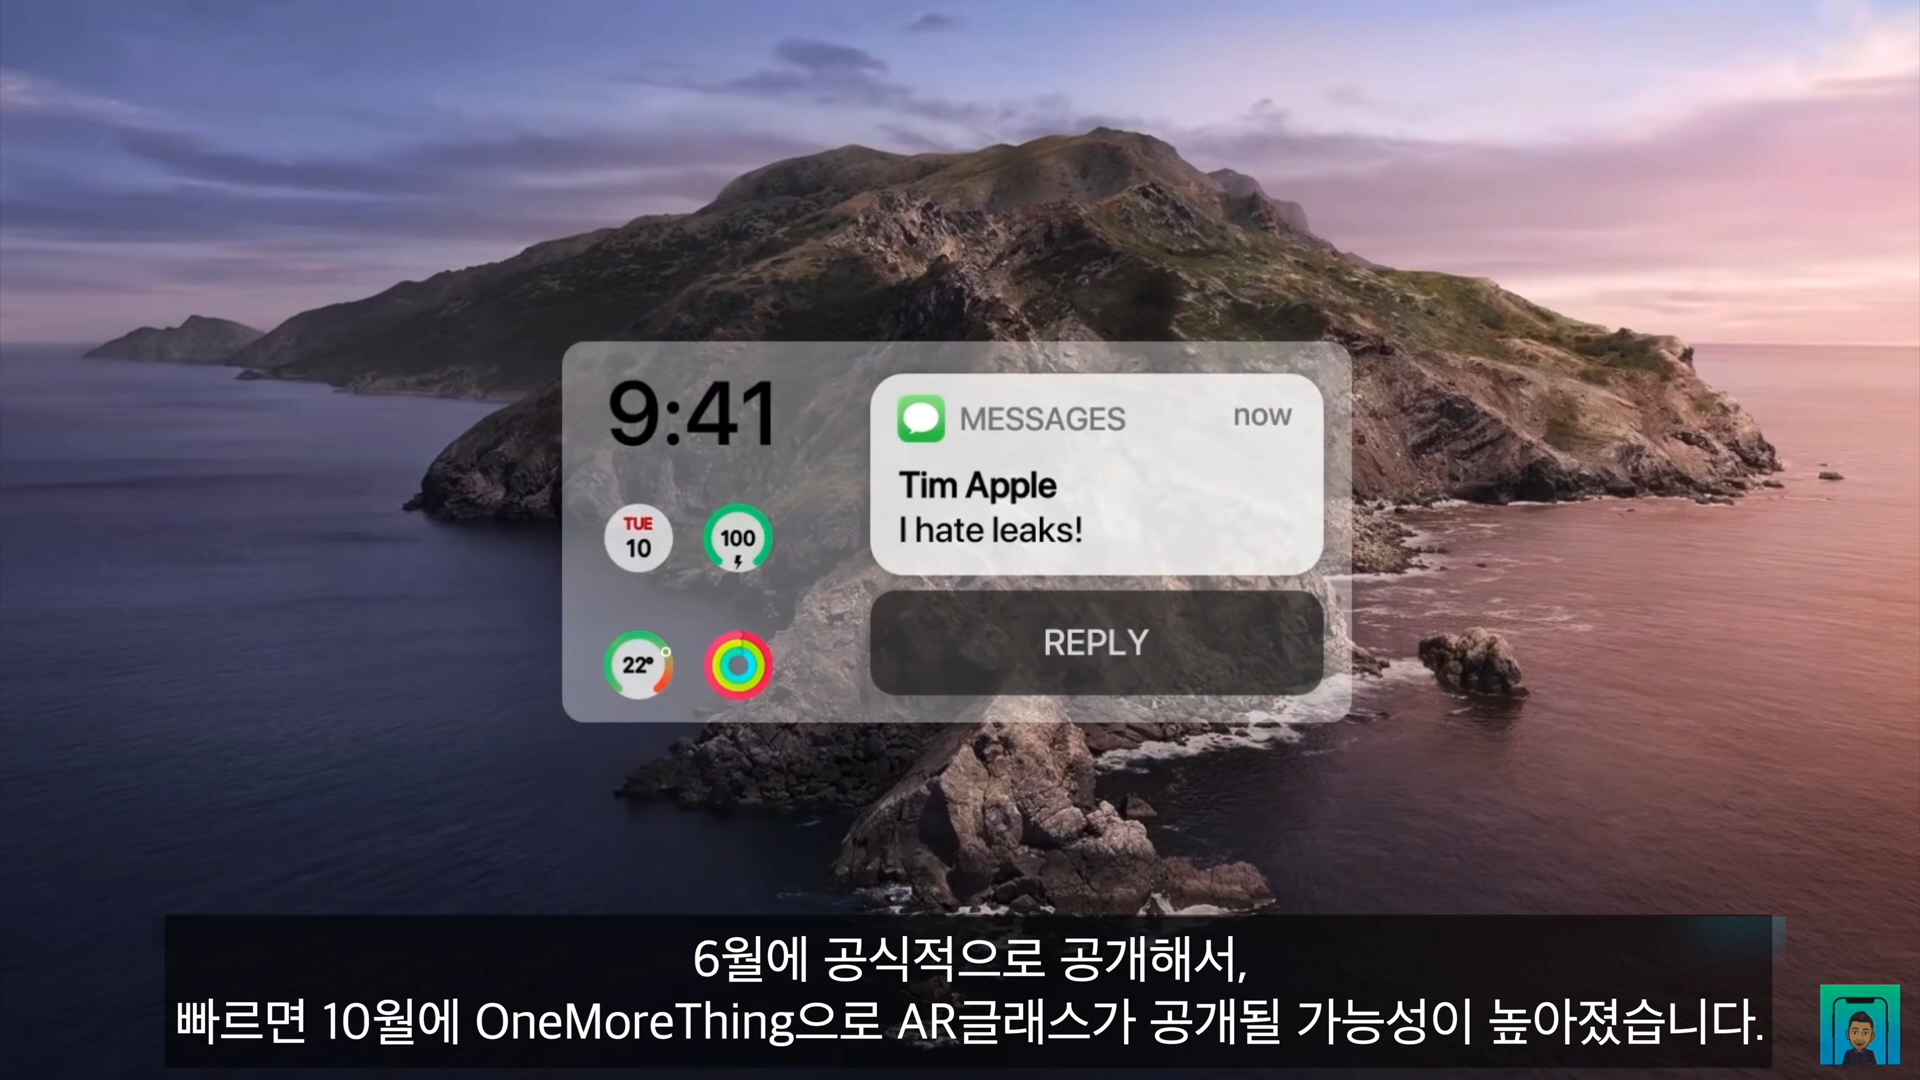 9:41
MESSAGES now
Tim Apple
I hate leaks!
TUE
10
100
22°
REPLY
6월에 공식적으로 공개해서,
빠르면 10월에 OneMoreThing으로 AR글래스가 공개될 가능성이 높아졌습니다.